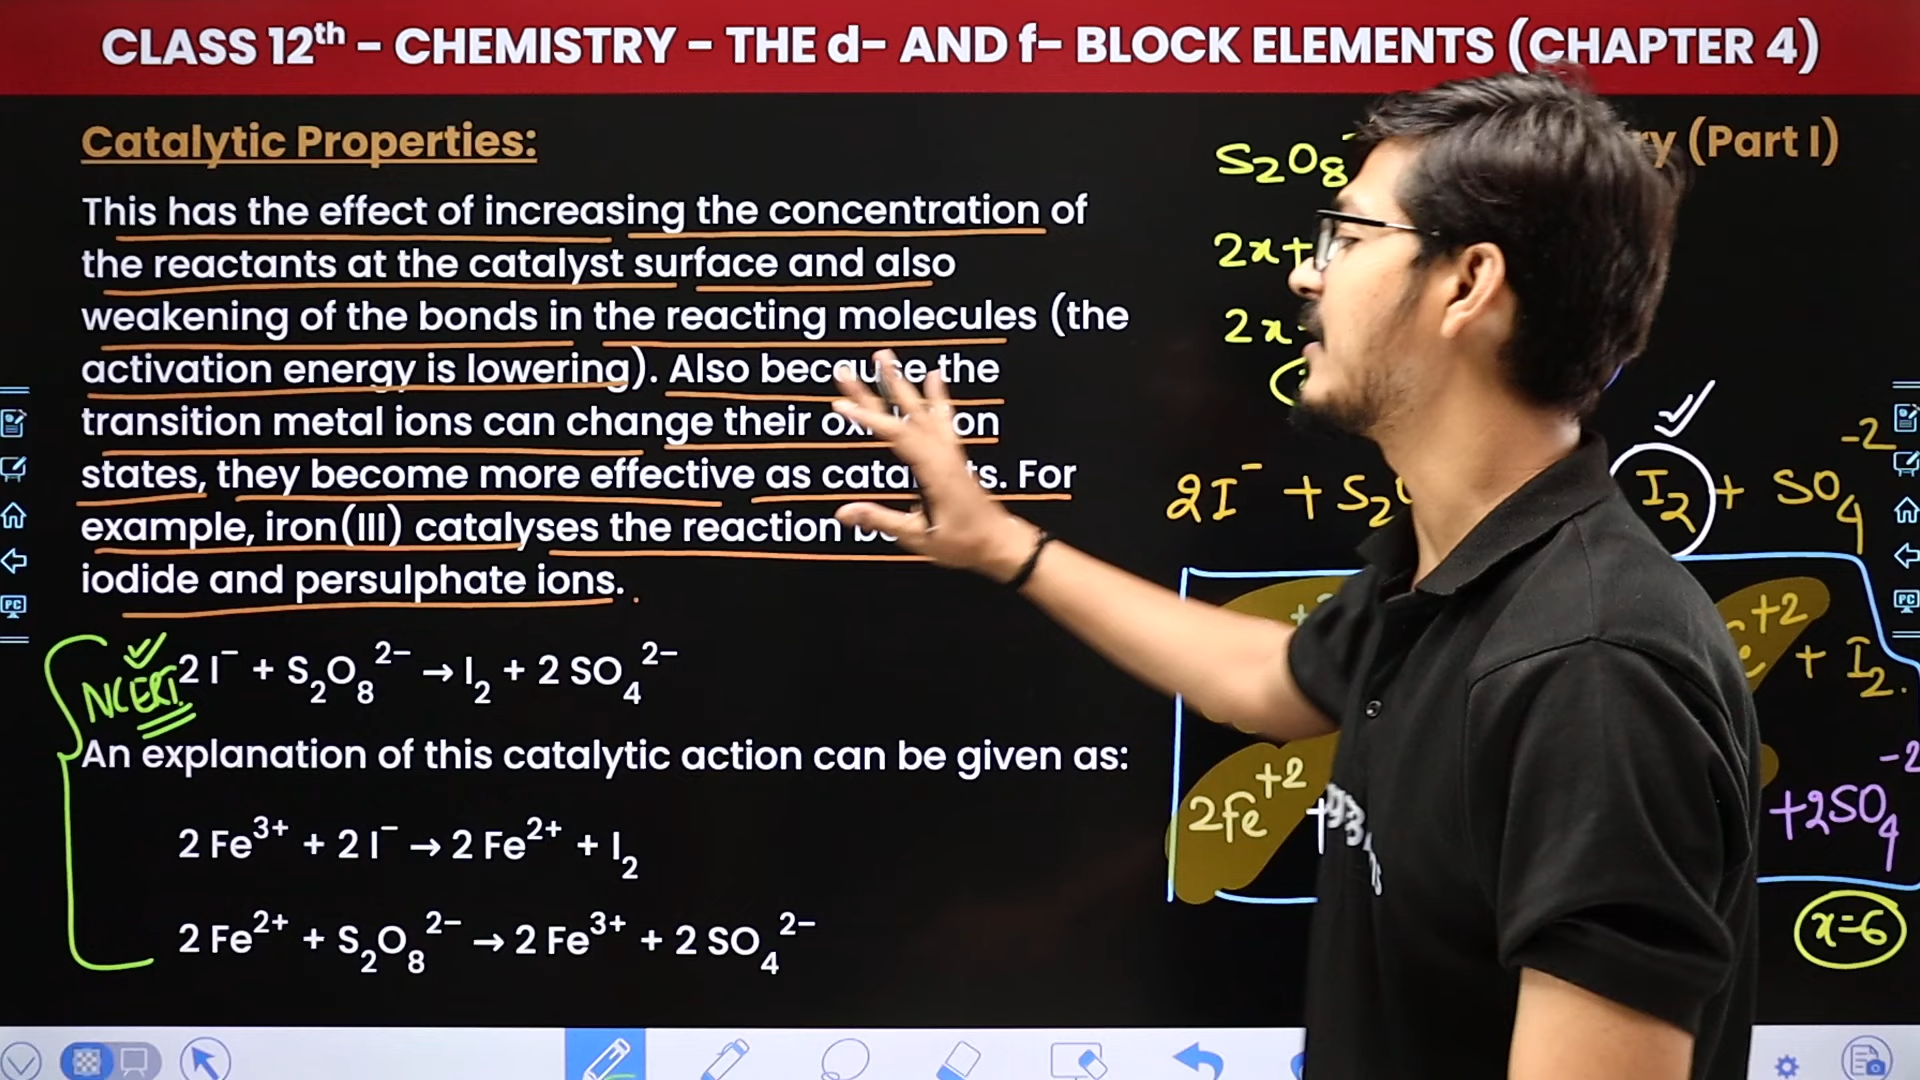 CLASS 12th – CHEMISTRY – THE d– AND f– BLOCK ELEMENTS (CHAPTER 4)
Catalytic Properties:
(Part I)
This has the effect of increasing the concentration of
the reactants at the catalyst surface and also
weakening of the bonds in the reacting molecules (the
activation energy is lowering). Also because the
transition metal ions can change their
states, they become more effective as For
example, iron(III) catalyses the reaction
iodide and persulphate ions.
NCERT.
2 I⁻ + S₂O₈²⁻ → I₂ + 2 SO₄²⁻
An explanation of this catalytic action can be given as:
2 Fe³⁺ + 2 I⁻ → 2 Fe²⁺ + I₂
2 Fe²⁺ + S₂O₈²⁻ → 2 Fe³⁺ + 2 SO₄²⁻
S₂O₈
2x+
2x
2I⁻ + I₂ + SO₄⁻²
+2 + I₂.
2Fe⁺² + +2SO₄⁻²
x=6
PC
PC